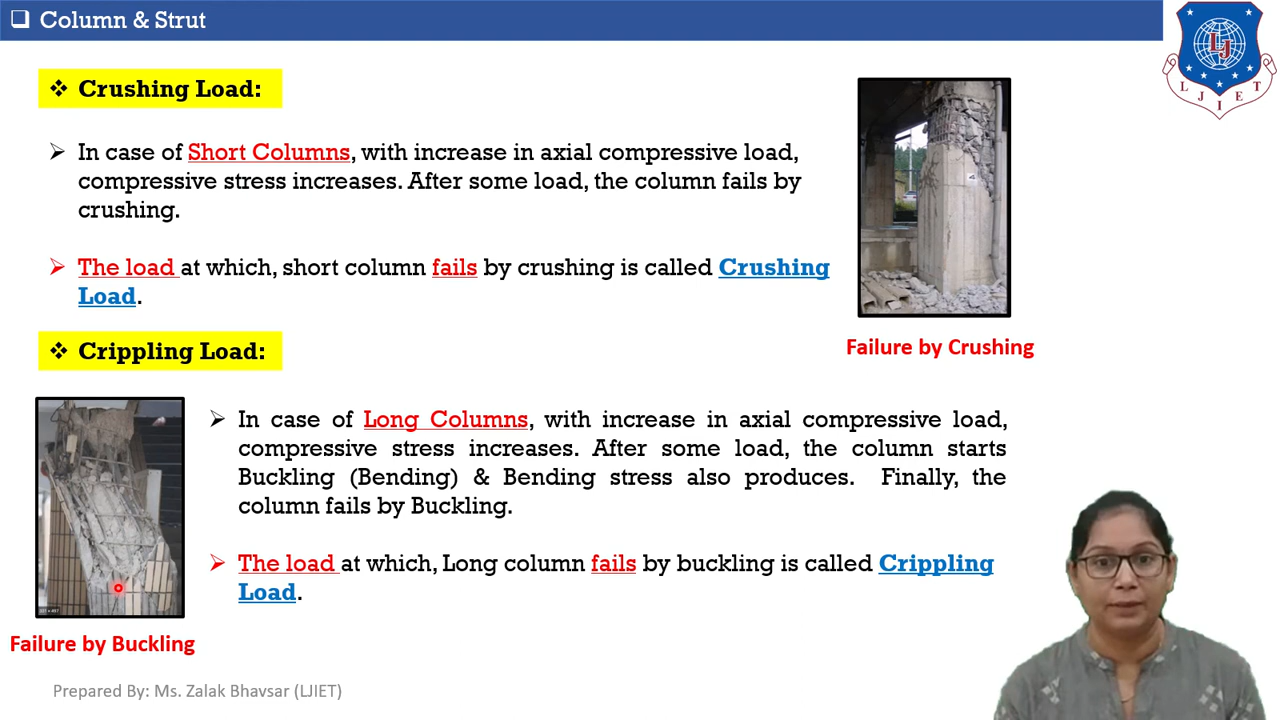 Column & Strut
LJ
L J I E T
Crushing Load:
In case of Short Columns, with increase in axial compressive load,
compressive stress increases. After some load, the column fails by
crushing.
The load at which, short column fails by crushing is called Crushing
Load.
Failure by Crushing
Crippling Load:
In case of Long Columns, with increase in axial compressive load,
compressive stress increases. After some load, the column starts
Buckling (Bending) & Bending stress also produces. Finally, the
column fails by Buckling.
The load at which, Long column fails by buckling is called Crippling
Load.
Failure by Buckling
Prepared By: Ms. Zalak Bhavsar (LJIET)